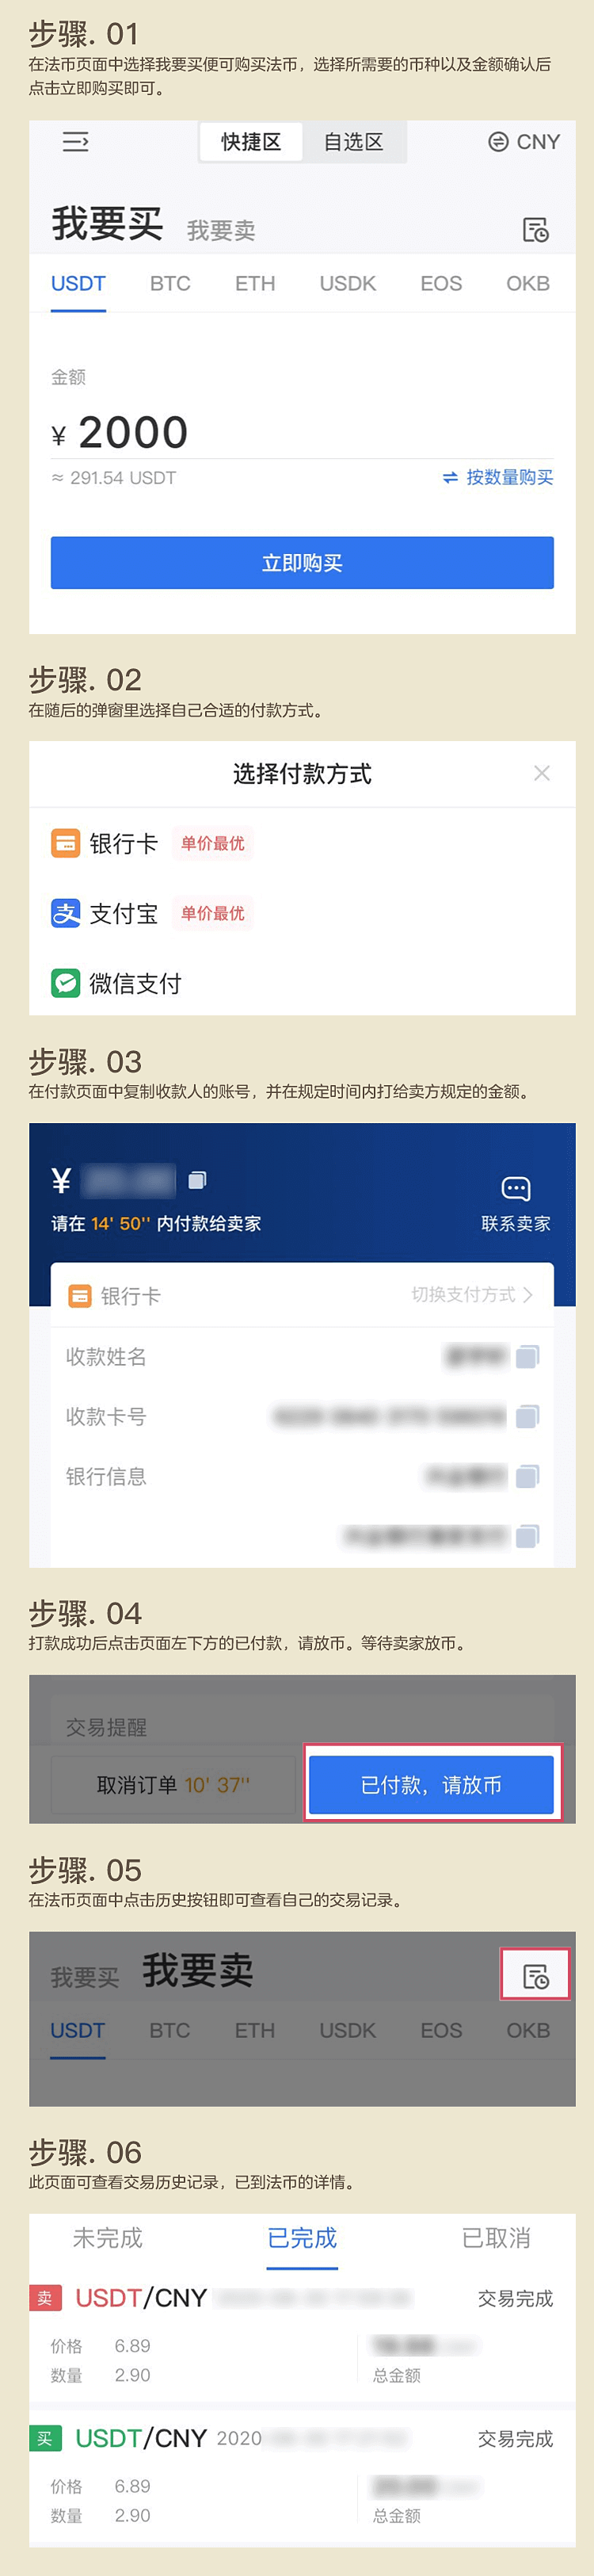 步骤. 01
在法币页面中选择我要买便可购买法币，选择所需要的币种以及金额确认后
点击立即购买即可。
快捷区 自选区 CNY
我要买 我要卖
USDT BTC ETH USDK EOS OKB
金额
¥ 2000
≈ 291.54 USDT ⇌ 按数量购买
立即购买
步骤. 02
在随后的弹窗里选择自己合适的付款方式。
选择付款方式
银行卡 单价最优
支 支付宝 单价最优
微信支付
步骤. 03
在付款页面中复制收款人的账号，并在规定时间内打给卖方规定的金额。
¥
请在 14' 50'' 内付款给卖家 联系卖家
银行卡 切换支付方式
收款姓名
收款卡号
银行信息
步骤. 04
打款成功后点击页面左下方的已付款，请放币。等待卖家放币。
交易提醒
取消订单 10' 37'' 已付款，请放币
步骤. 05
在法币页面中点击历史按钮即可查看自己的交易记录。
我要买 我要卖
USDT BTC ETH USDK EOS OKB
步骤. 06
此页面可查看交易历史记录，已到法币的详情。
未完成 已完成 已取消
卖 USDT/CNY 交易完成
价格 6.89
数量 2.90 总金额
买 USDT/CNY 2020 交易完成
价格 6.89
数量 2.90 总金额